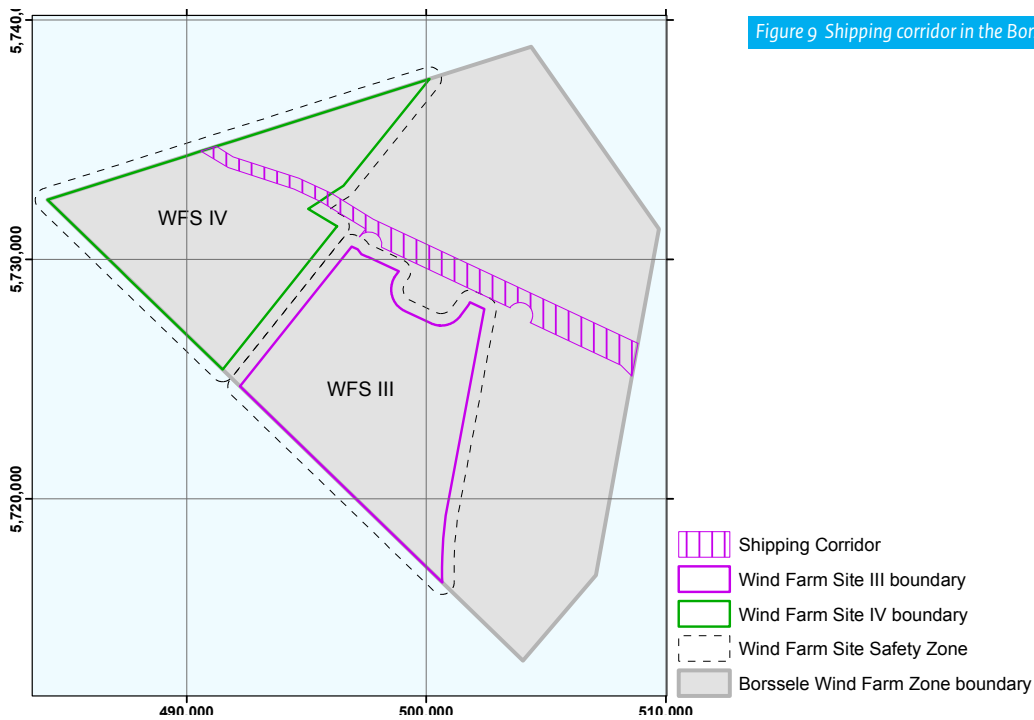 Figure 9 Shipping corridor in the Bor
5,740,
5,730,000
5,720,000
WFS IV
WFS III
Shipping Corridor
Wind Farm Site III boundary
Wind Farm Site IV boundary
Wind Farm Site Safety Zone
Borssele Wind Farm Zone boundary
490,000
500,000
510,000